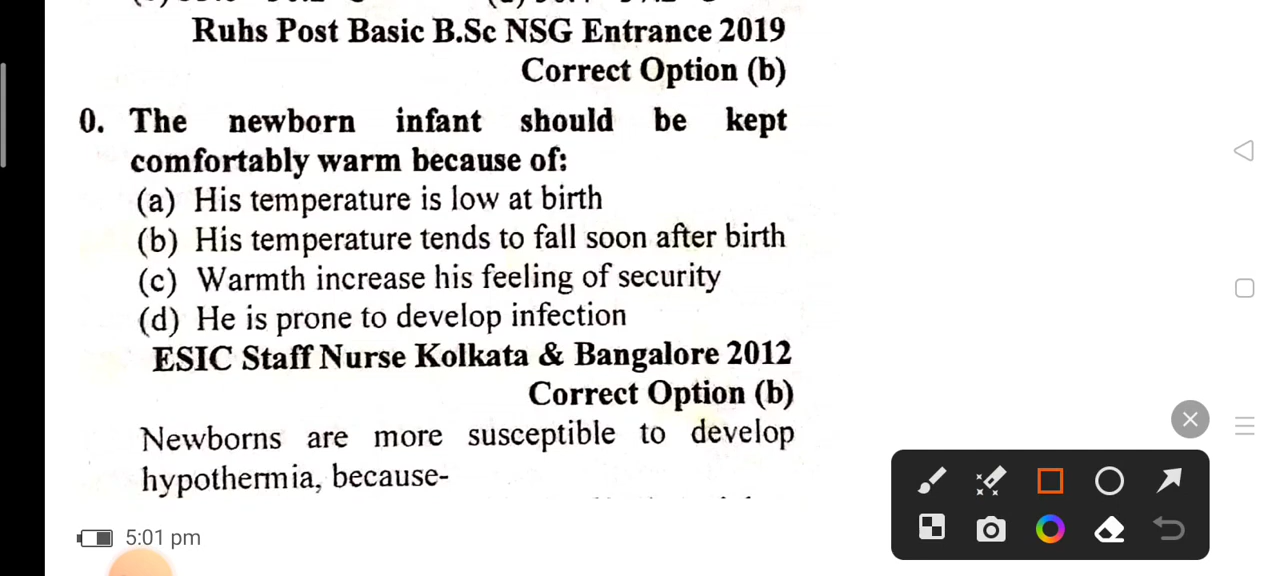 Ruhs Post Basic B.Sc NSG Entrance 2019
Correct Option (b)
0. The newborn infant should be kept
comfortably warm because of:
(a) His temperature is low at birth
(b) His temperature tends to fall soon after birth
(c) Warmth increase his feeling of security
(d) He is prone to develop infection
ESIC Staff Nurse Kolkata & Bangalore 2012
Correct Option (b)
Newborns are more susceptible to develop
hypothermia, because-
5:01 pm